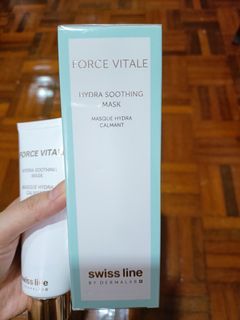 FORCE VITALE
HYDRA SOOTHING
MASK
MASQUE HYDRA
CALMANT
swiss line
BY DERMALAB
FORCE VITALE
HYDRA SOOTHING
MASK
MASQUE HYDRA
swiss line